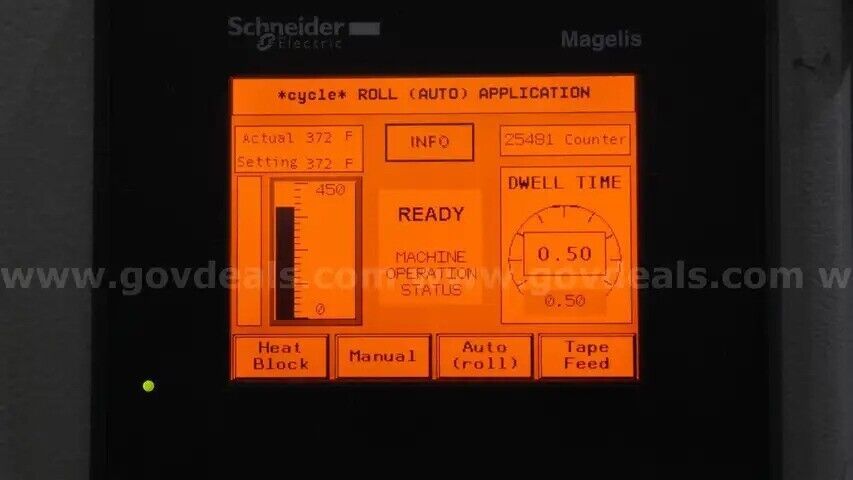 Schneider
Electric
Magelis
*cycle* ROLL (AUTO) APPLICATION
Actual 372 F
Setting 372 F
INFO
25481 Counter
450
0
READY
MACHINE
OPERATION
STATUS
DWELL TIME
0.50
0.50
www.govdeals.com www.govdeals.com w
Heat
Block
Manual
Auto
(roll)
Tape
Feed